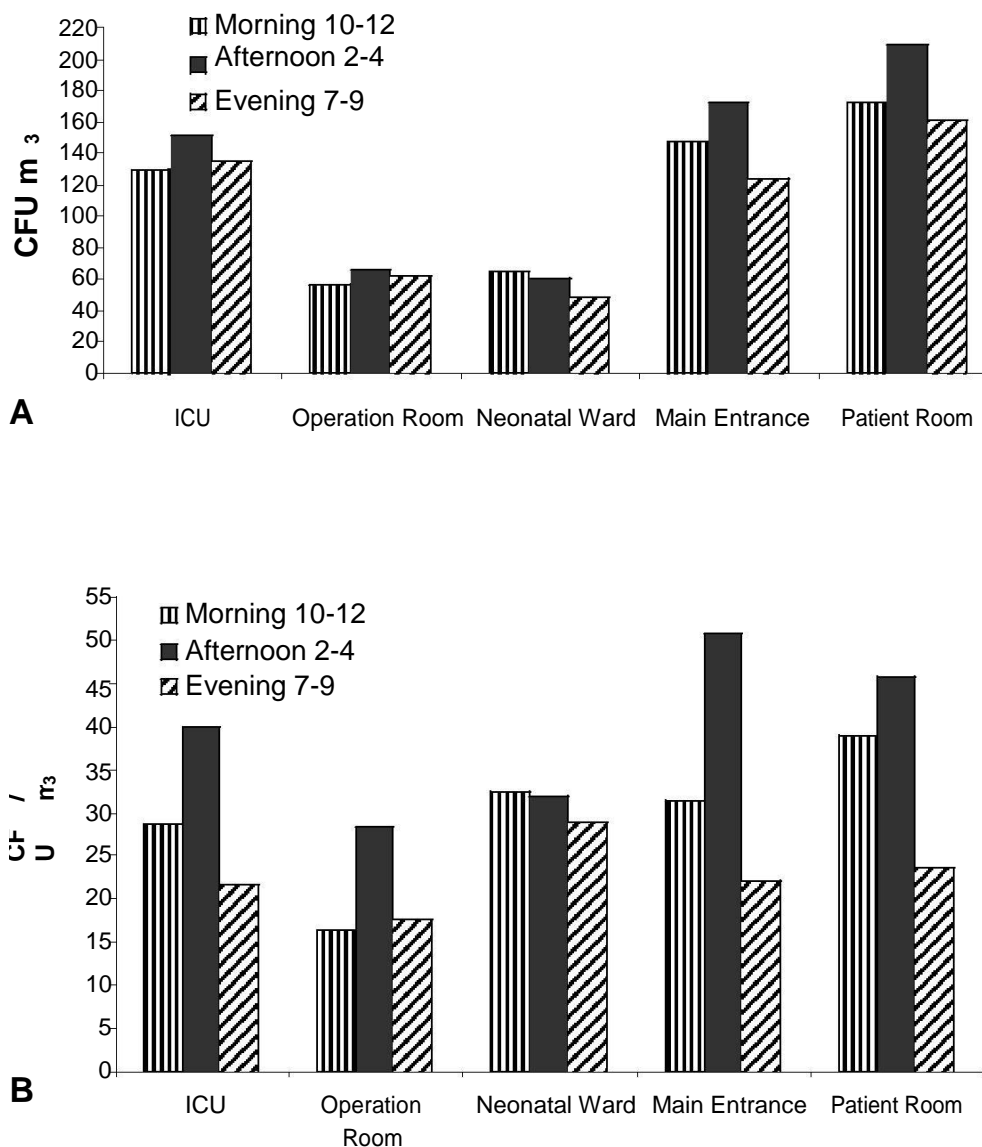 220
200
180
160
140
120
100
80
60
40
20
0
CFU m 3
Morning 10-12
Afternoon 2-4
Evening 7-9
A
ICU
Operation Room
Neonatal Ward
Main Entrance
Patient Room
55
50
45
40
35
30
25
20
15
10
5
0
CF
U
/
m3
Morning 10-12
Afternoon 2-4
Evening 7-9
B
ICU
Operation
Room
Neonatal Ward
Main Entrance
Patient Room